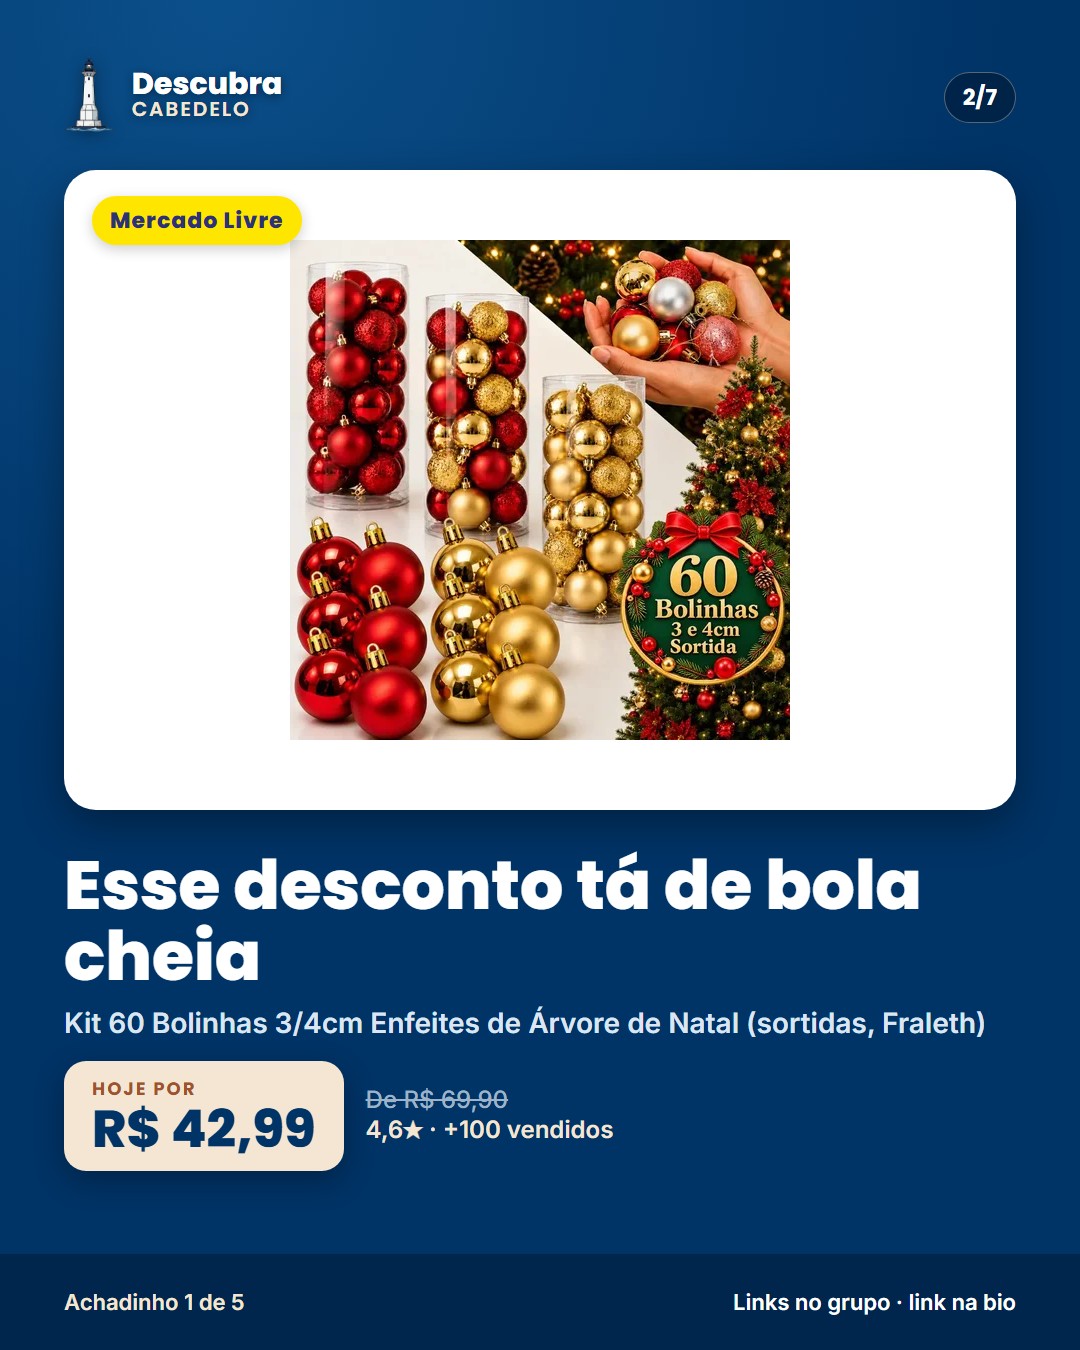 Descubra
CABEDELO
2/7
Mercado Livre
60
Bolinhas
3 e 4cm
Sortida
Esse desconto tá de bola
cheia
Kit 60 Bolinhas 3/4cm Enfeites de Árvore de Natal (sortidas, Fraleth)
HOJE POR
R$ 42,99
De R$ 69,90
4,6★ · +100 vendidos
Achadinho 1 de 5
Links no grupo · link na bio